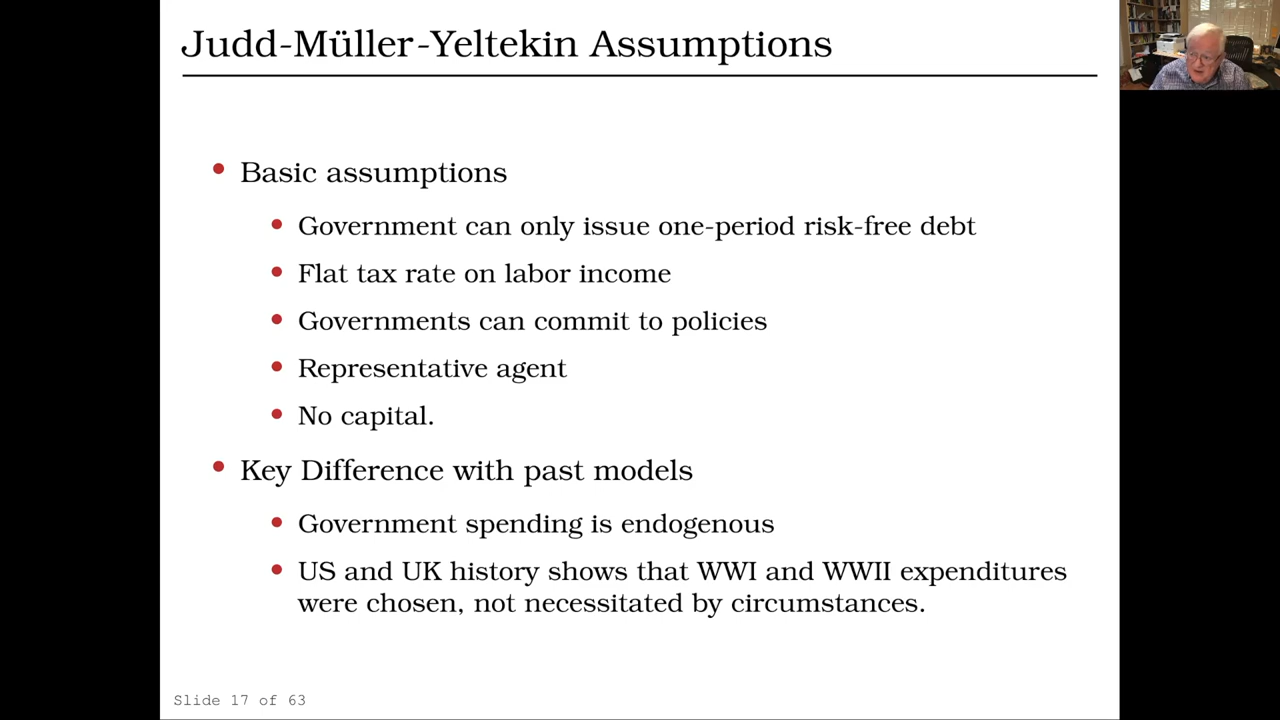 Judd-Müller-Yeltekin Assumptions
Basic assumptions
Government can only issue one-period risk-free debt
Flat tax rate on labor income
Governments can commit to policies
Representative agent
No capital.
Key Difference with past models
Government spending is endogenous
US and UK history shows that WWI and WWII expenditures
were chosen, not necessitated by circumstances.
Slide 17 of 63